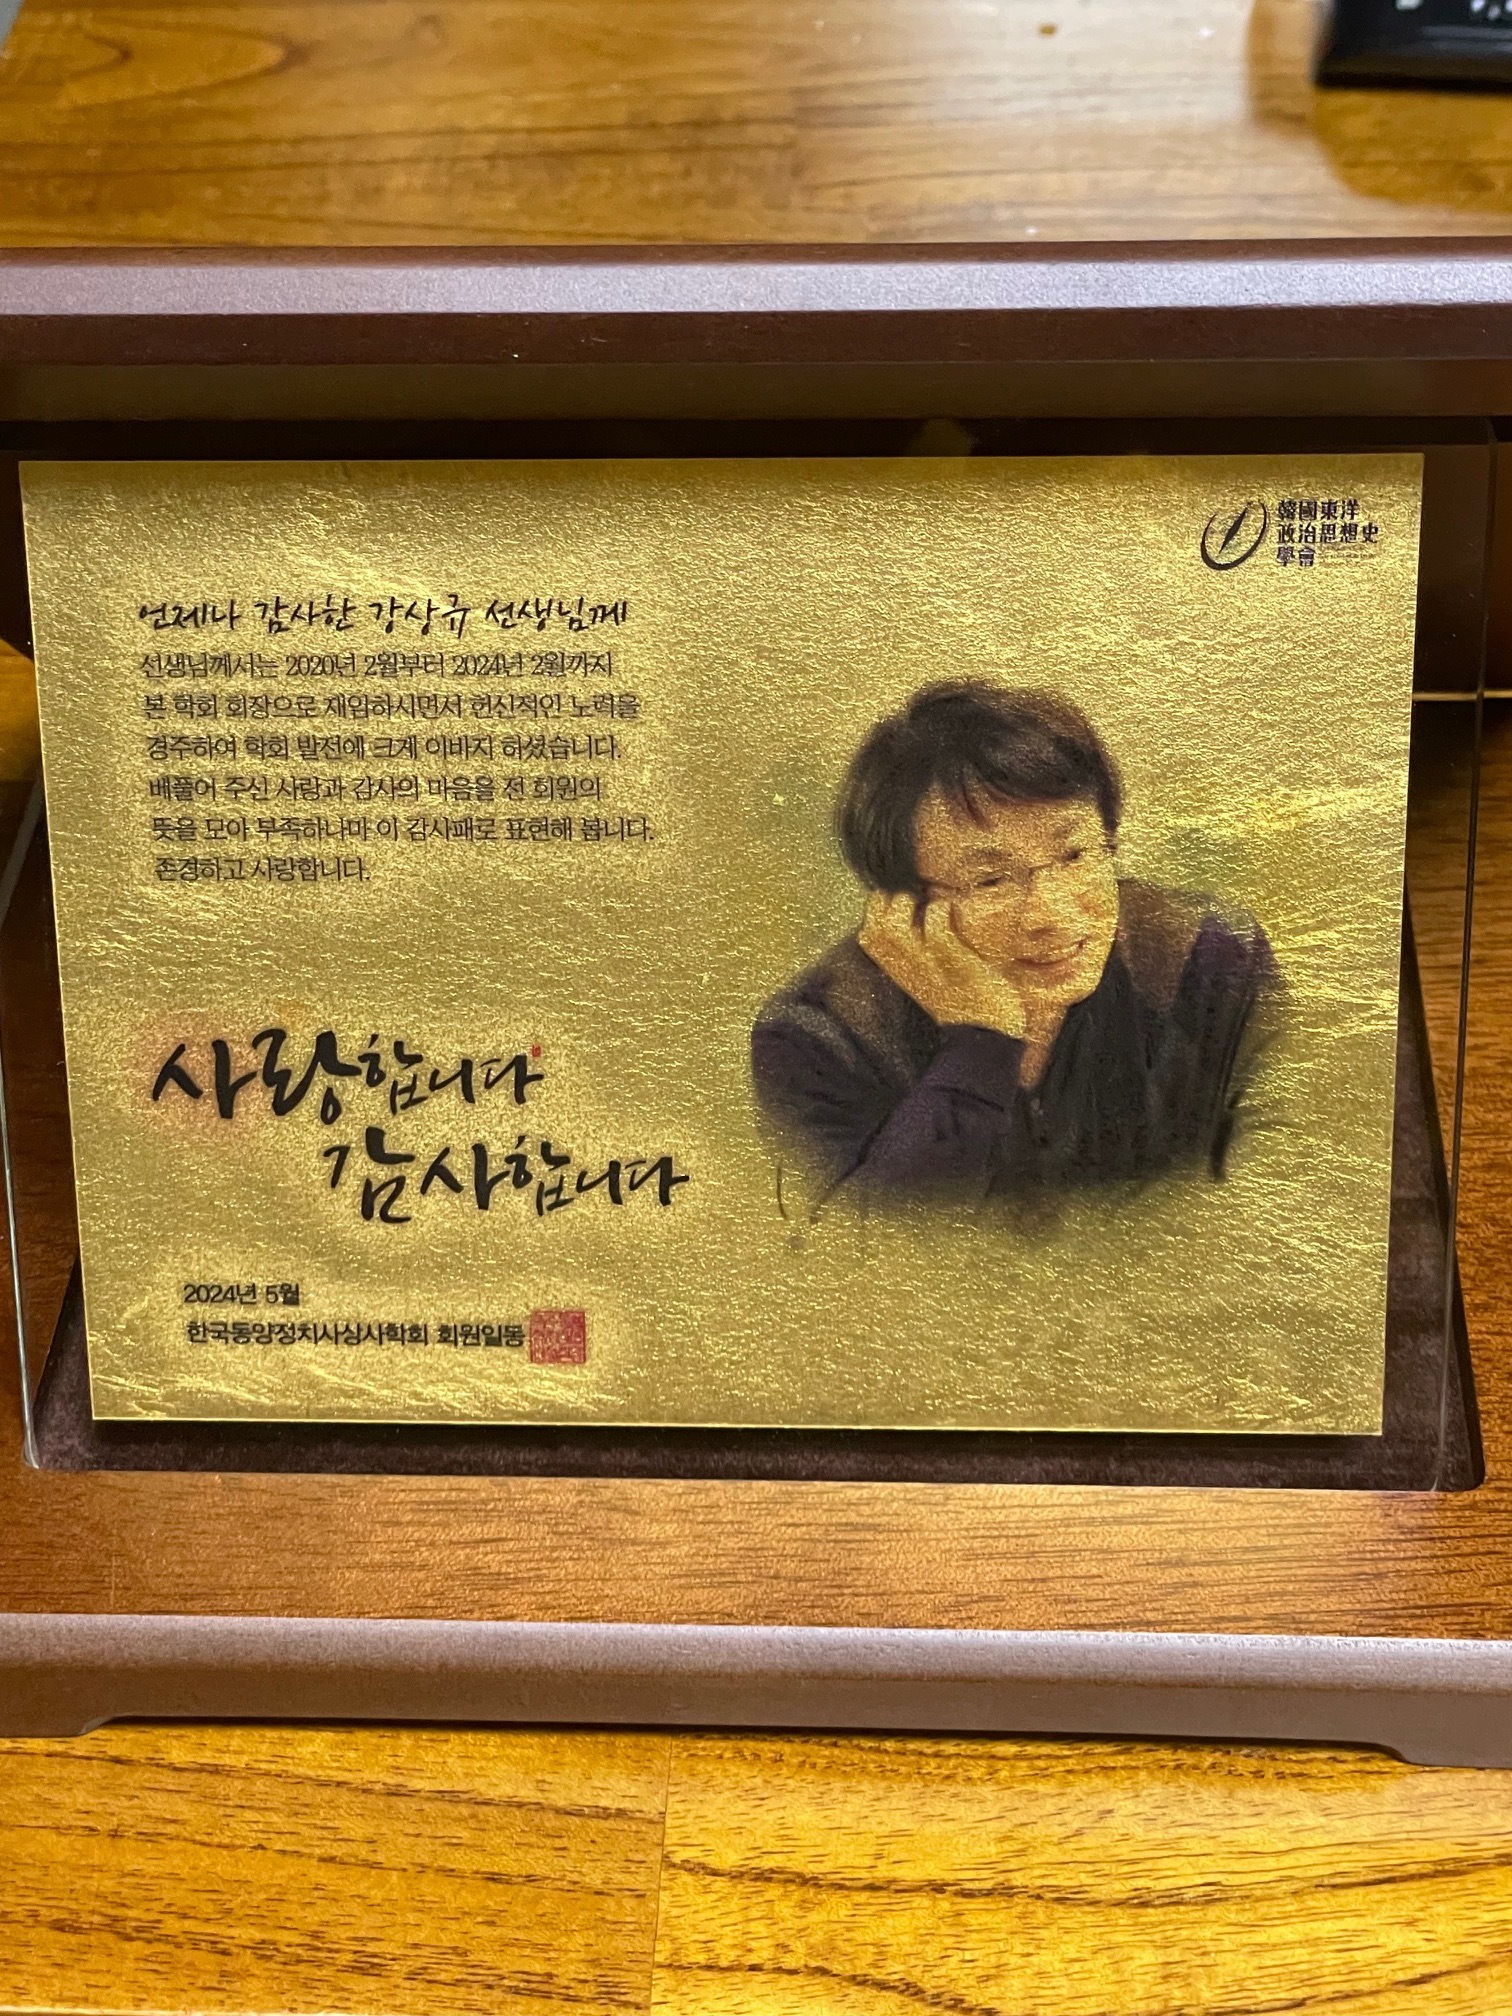 韓國東洋
政治思想史
學會
언제나 감사한 강상규 선생님께
선생님께서는 2020년 2월부터 2024년 2월까지
본 학회 회장으로 재임하시면서 헌신적인 노력을
경주하여 학회 발전에 크게 이바지 하셨습니다.
베풀어 주신 사랑과 감사의 마음을 전 회원의
뜻을 모아 부족하나마 이 감사패로 표현해 봅니다.
존경하고 사랑합니다.
사랑합니다
감사합니다
2024년 5월
한국동양정치사상사학회 회원일동